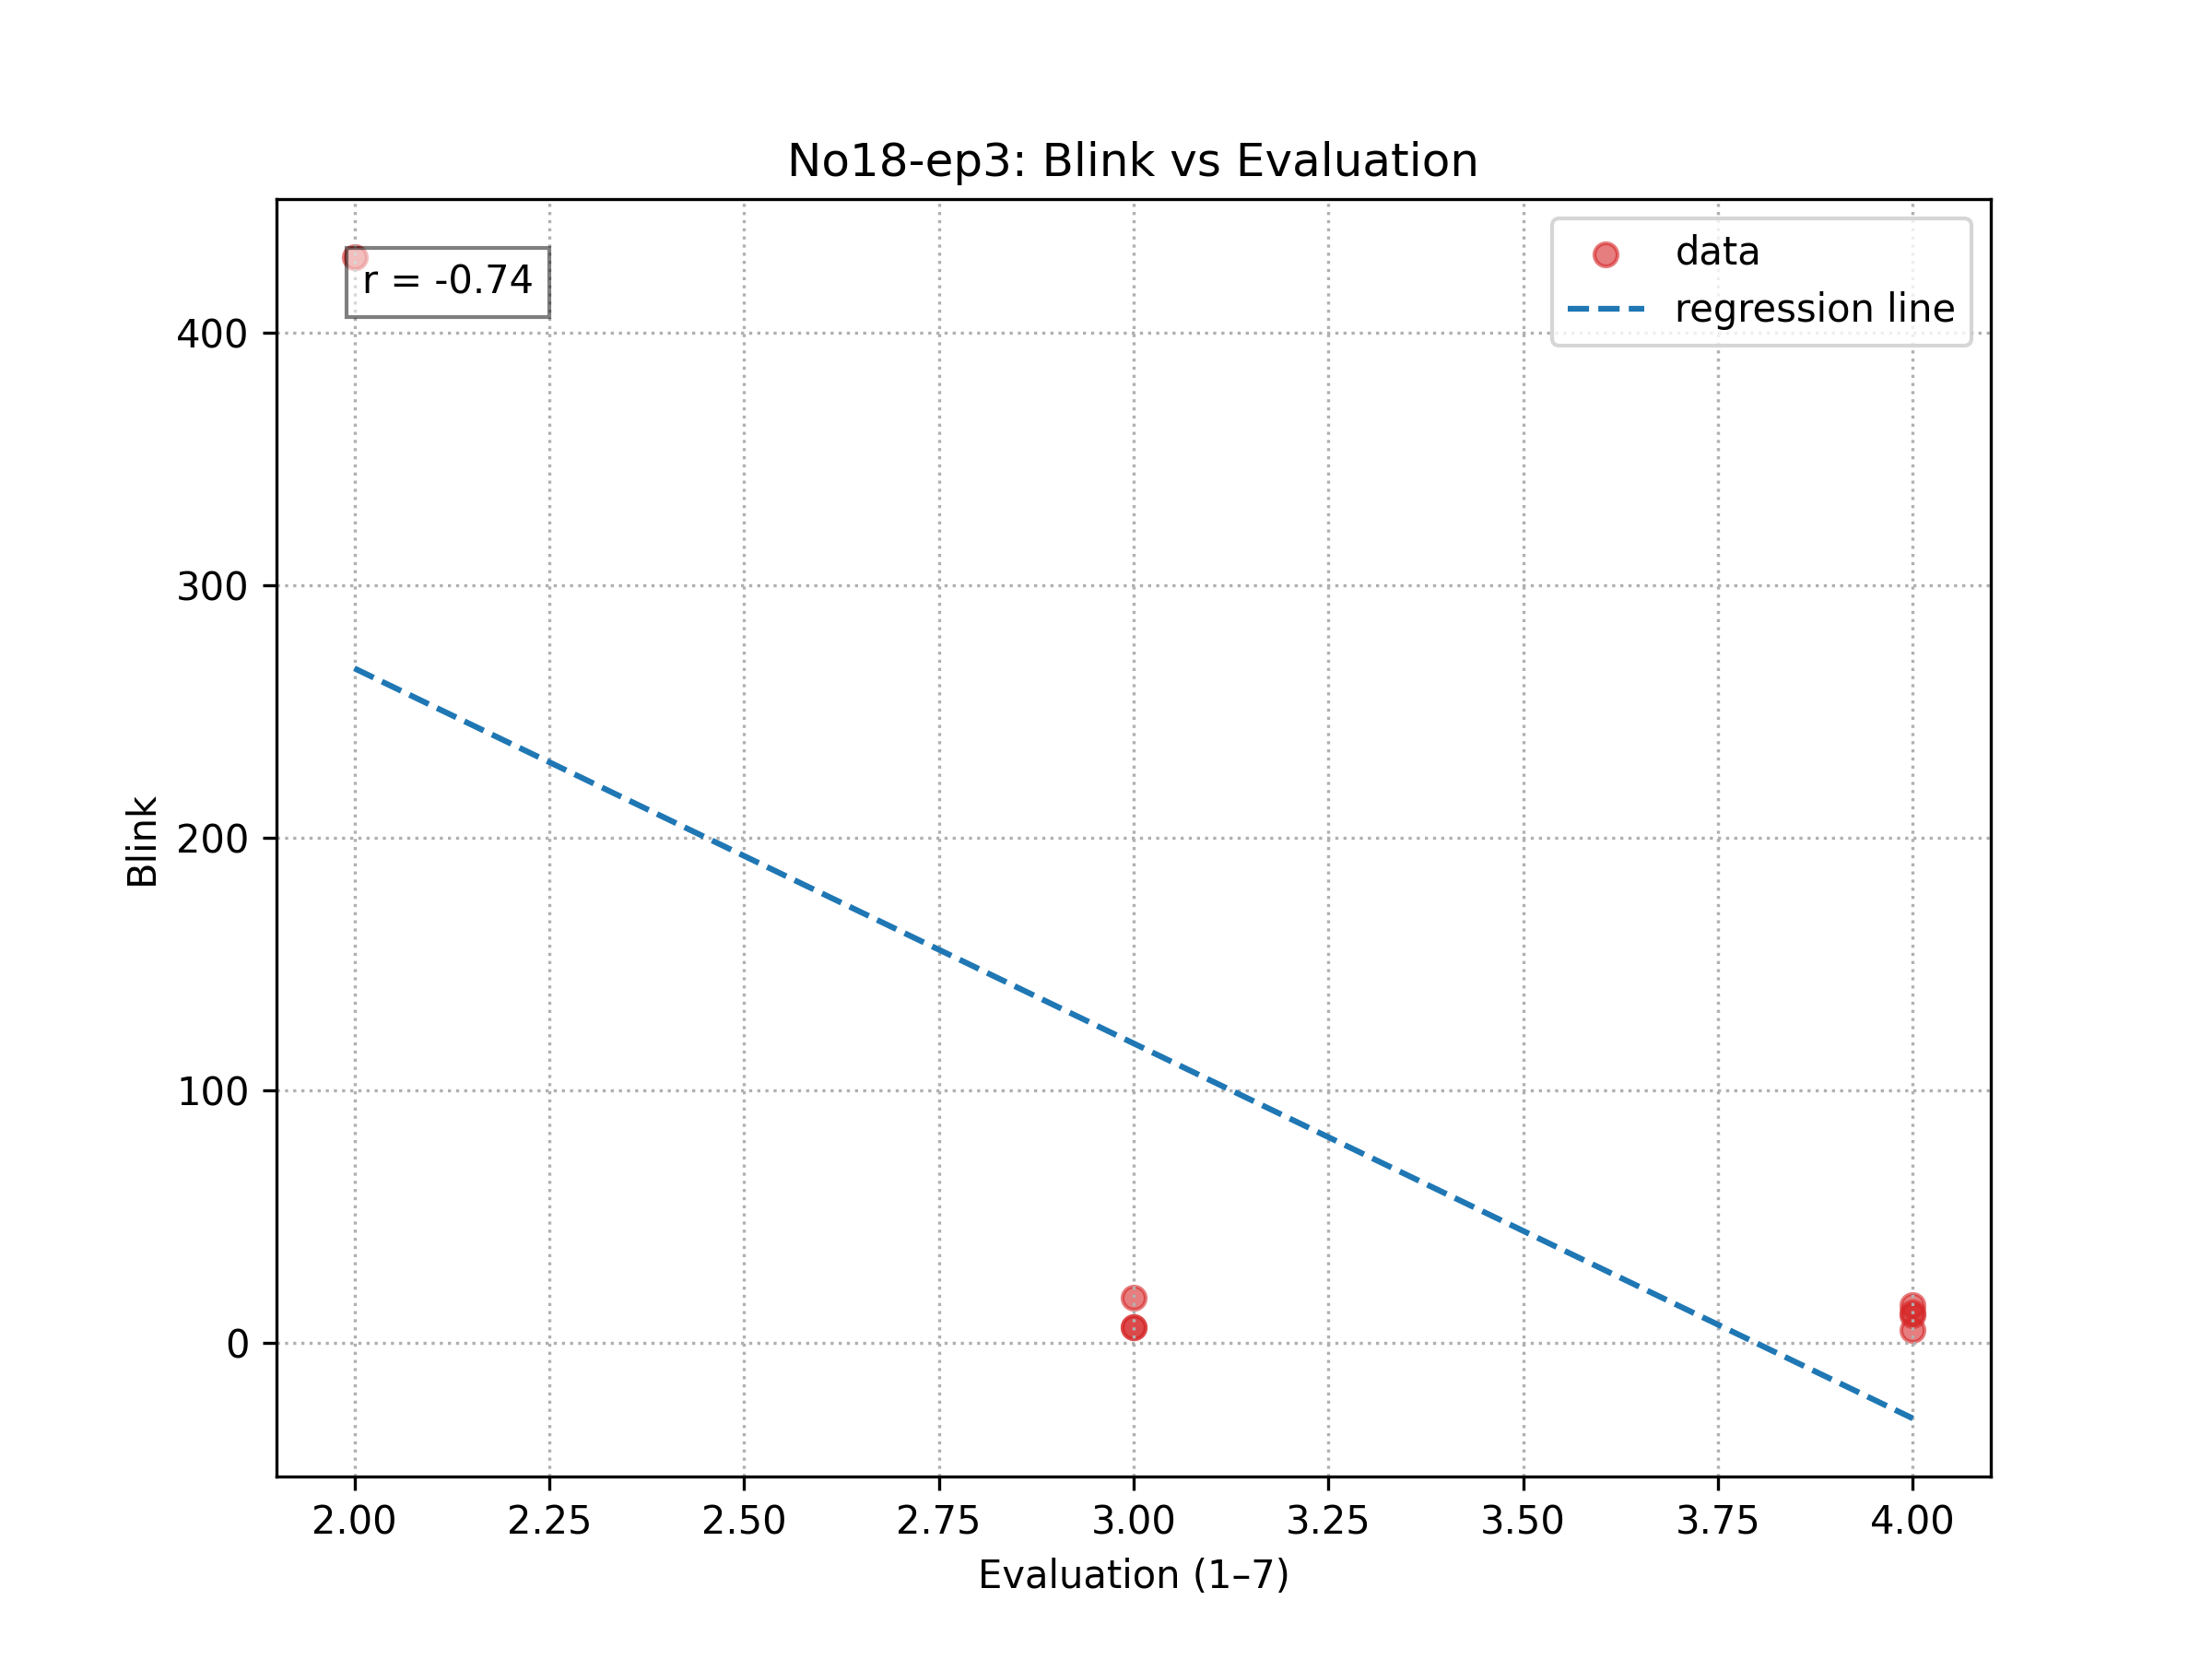 No18-ep3: Blink vs Evaluation
r = -0.74
data
regression line
400
300
200
100
0
Blink
2.00 2.25 2.50 2.75 3.00 3.25 3.50 3.75 4.00
Evaluation (1–7)